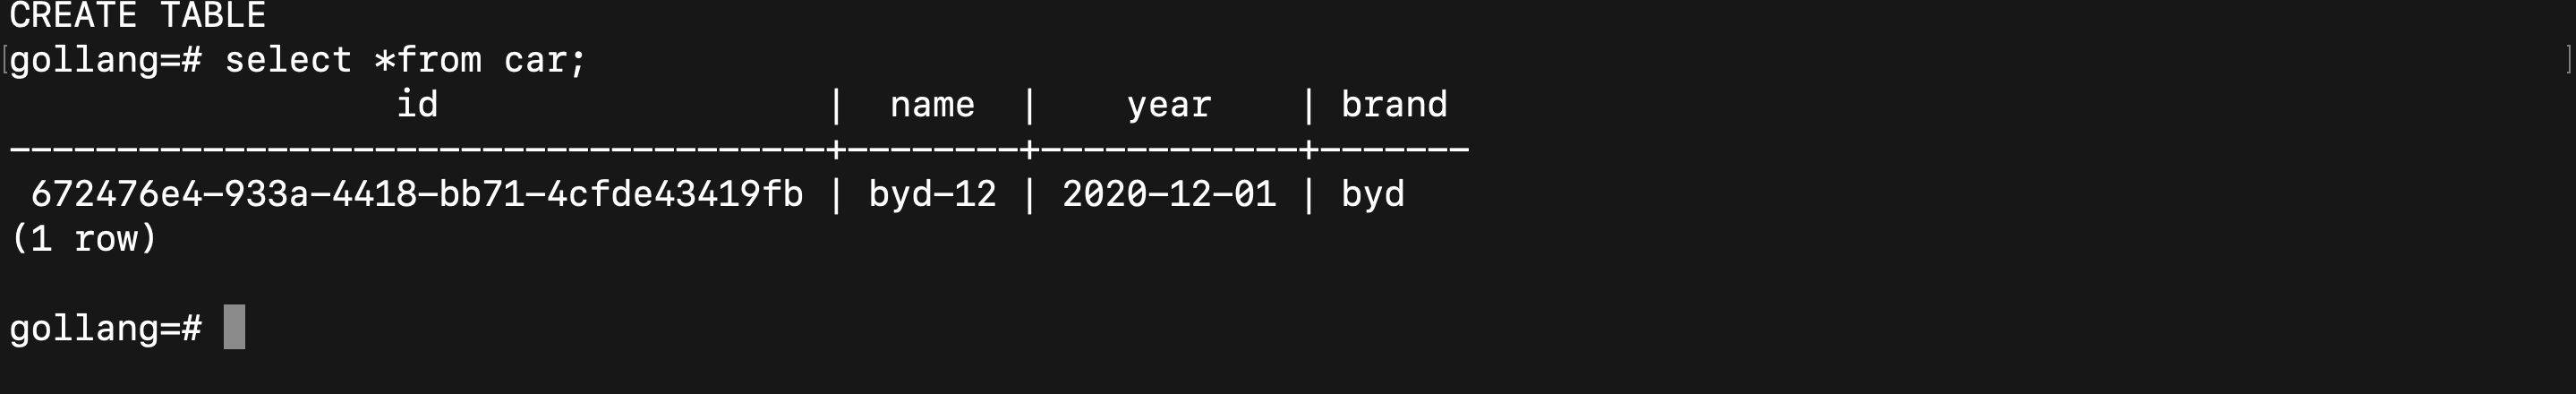 CREATE TABLE
[gollang=# select *from car; ]
id | name | year | brand
--------------------------------------+--------+------------+-------
672476e4-933a-4418-bb71-4cfde43419fb | byd-12 | 2020-12-01 | byd
(1 row)
gollang=#